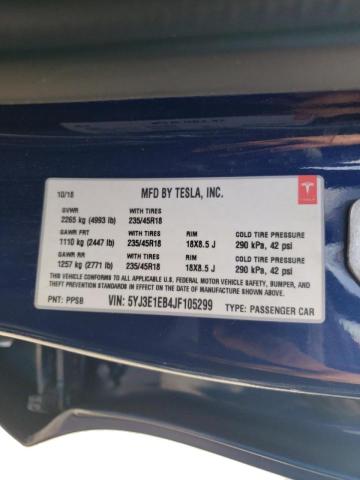 10/18 MFD BY TESLA, INC. TESLA
GVWR WITH TIRES
2265 kg (4993 lb) 235/45R18
GAWR FRT WITH TIRES RIM COLD TIRE PRESSURE
1110 kg (2447 lb) 235/45R18 18X8.5 J 290 kPa, 42 psi
GAWR RR WITH TIRES RIM COLD TIRE PRESSURE
1257 kg (2771 lb) 235/45R18 18X8.5 J 290 kPa, 42 psi
THIS VEHICLE CONFORMS TO ALL APPLICABLE
U.S. FEDERAL MOTOR VEHICLE SAFETY, BUMPER, AND
THEFT PREVENTION STANDARDS IN EFFECT ON THE DATE OF MANUFACTURE SHOWN ABOVE.
PNT: PPSB VIN: 5YJ3E1EB4JF105299 TYPE: PASSENGER CAR